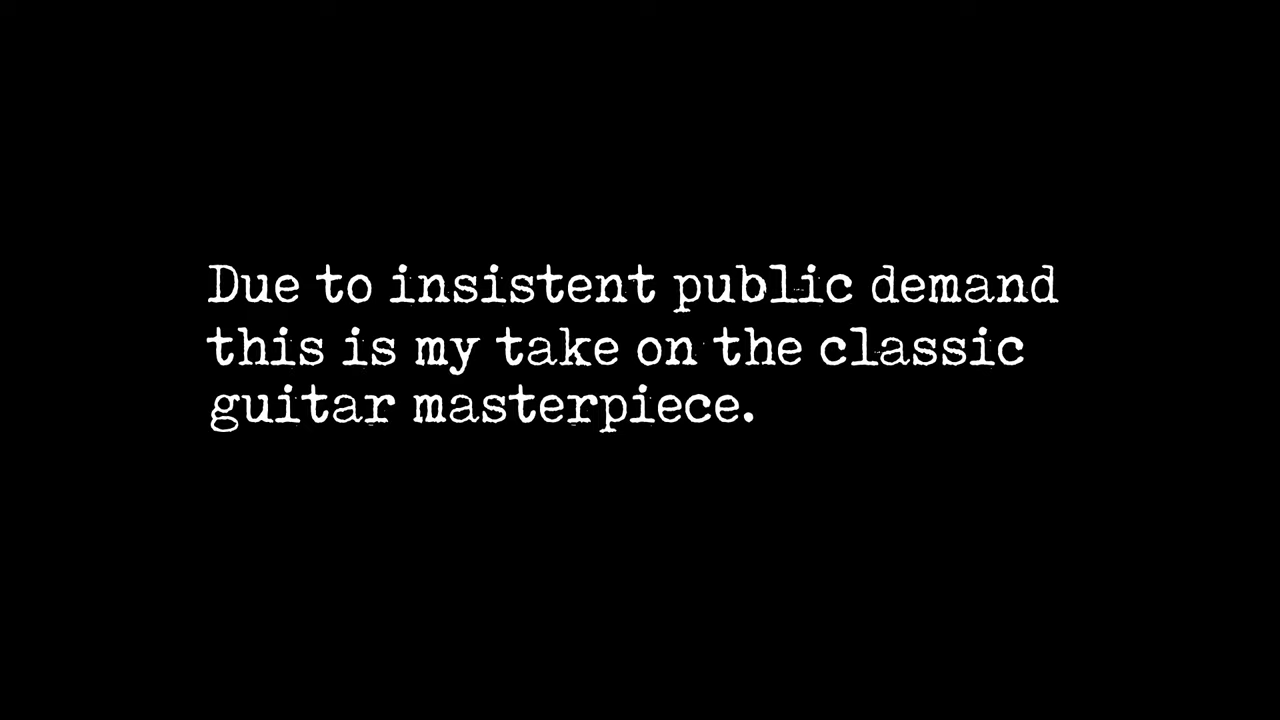 Due to insistent public demand
this is my take on the classic
guitar masterpiece.